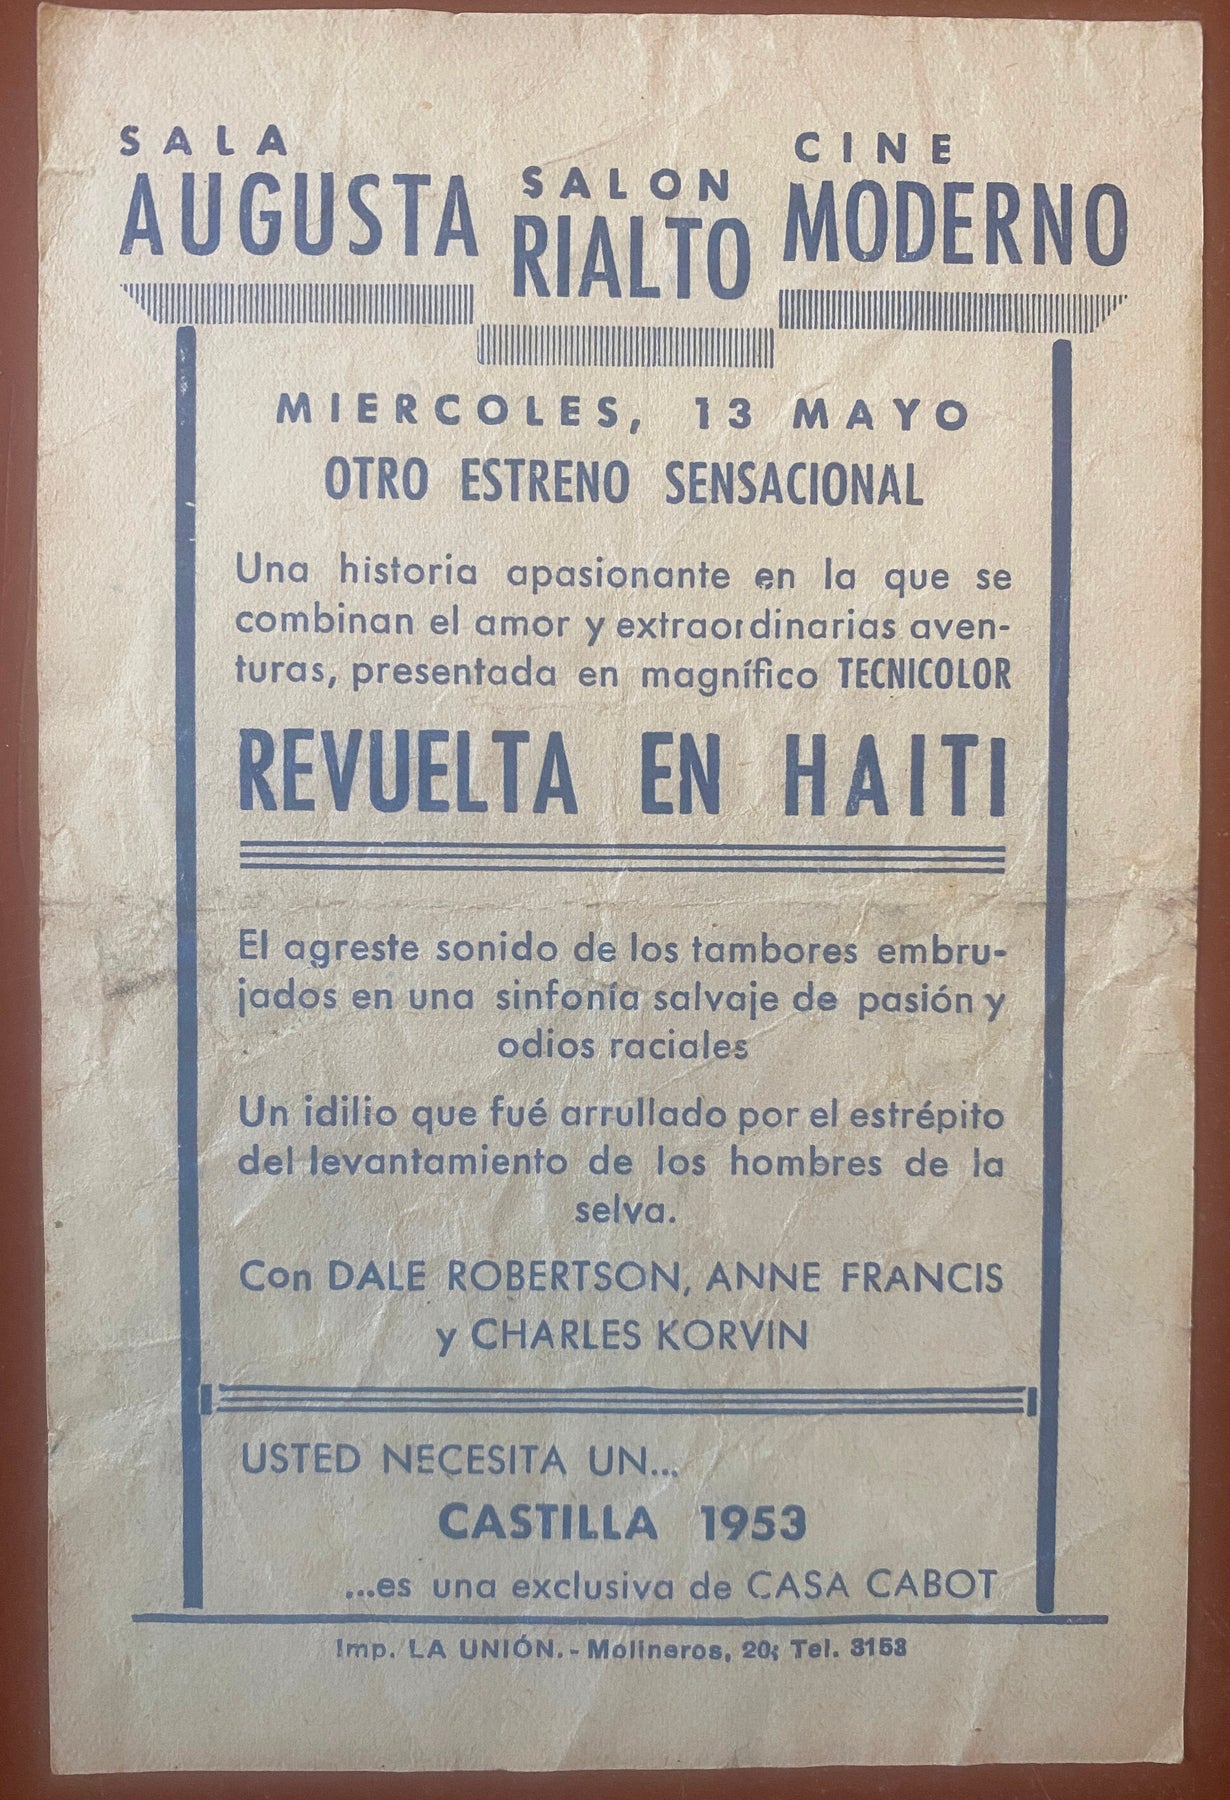 SALA
AUGUSTA
SALON
RIALTO
CINE
MODERNO
MIERCOLES, 13 MAYO
OTRO ESTRENO SENSACIONAL
Una historia apasionante en la que se
combinan el amor y extraordinarias aven-
turas, presentada en magnífico TECNICOLOR
REVUELTA EN HAITI
El agreste sonido de los tambores embru-
jados en una sinfonía salvaje de pasión y
odios raciales
Un idilio que fué arrullado por el estrépito
del levantamiento de los hombres de la
selva.
Con DALE ROBERTSON, ANNE FRANCIS
y CHARLES KORVIN
USTED NECESITA UN...
CASTILLA 1953
...es una exclusiva de CASA CABOT
Imp. LA UNIÓN.- Molineros, 20; Tel. 3153